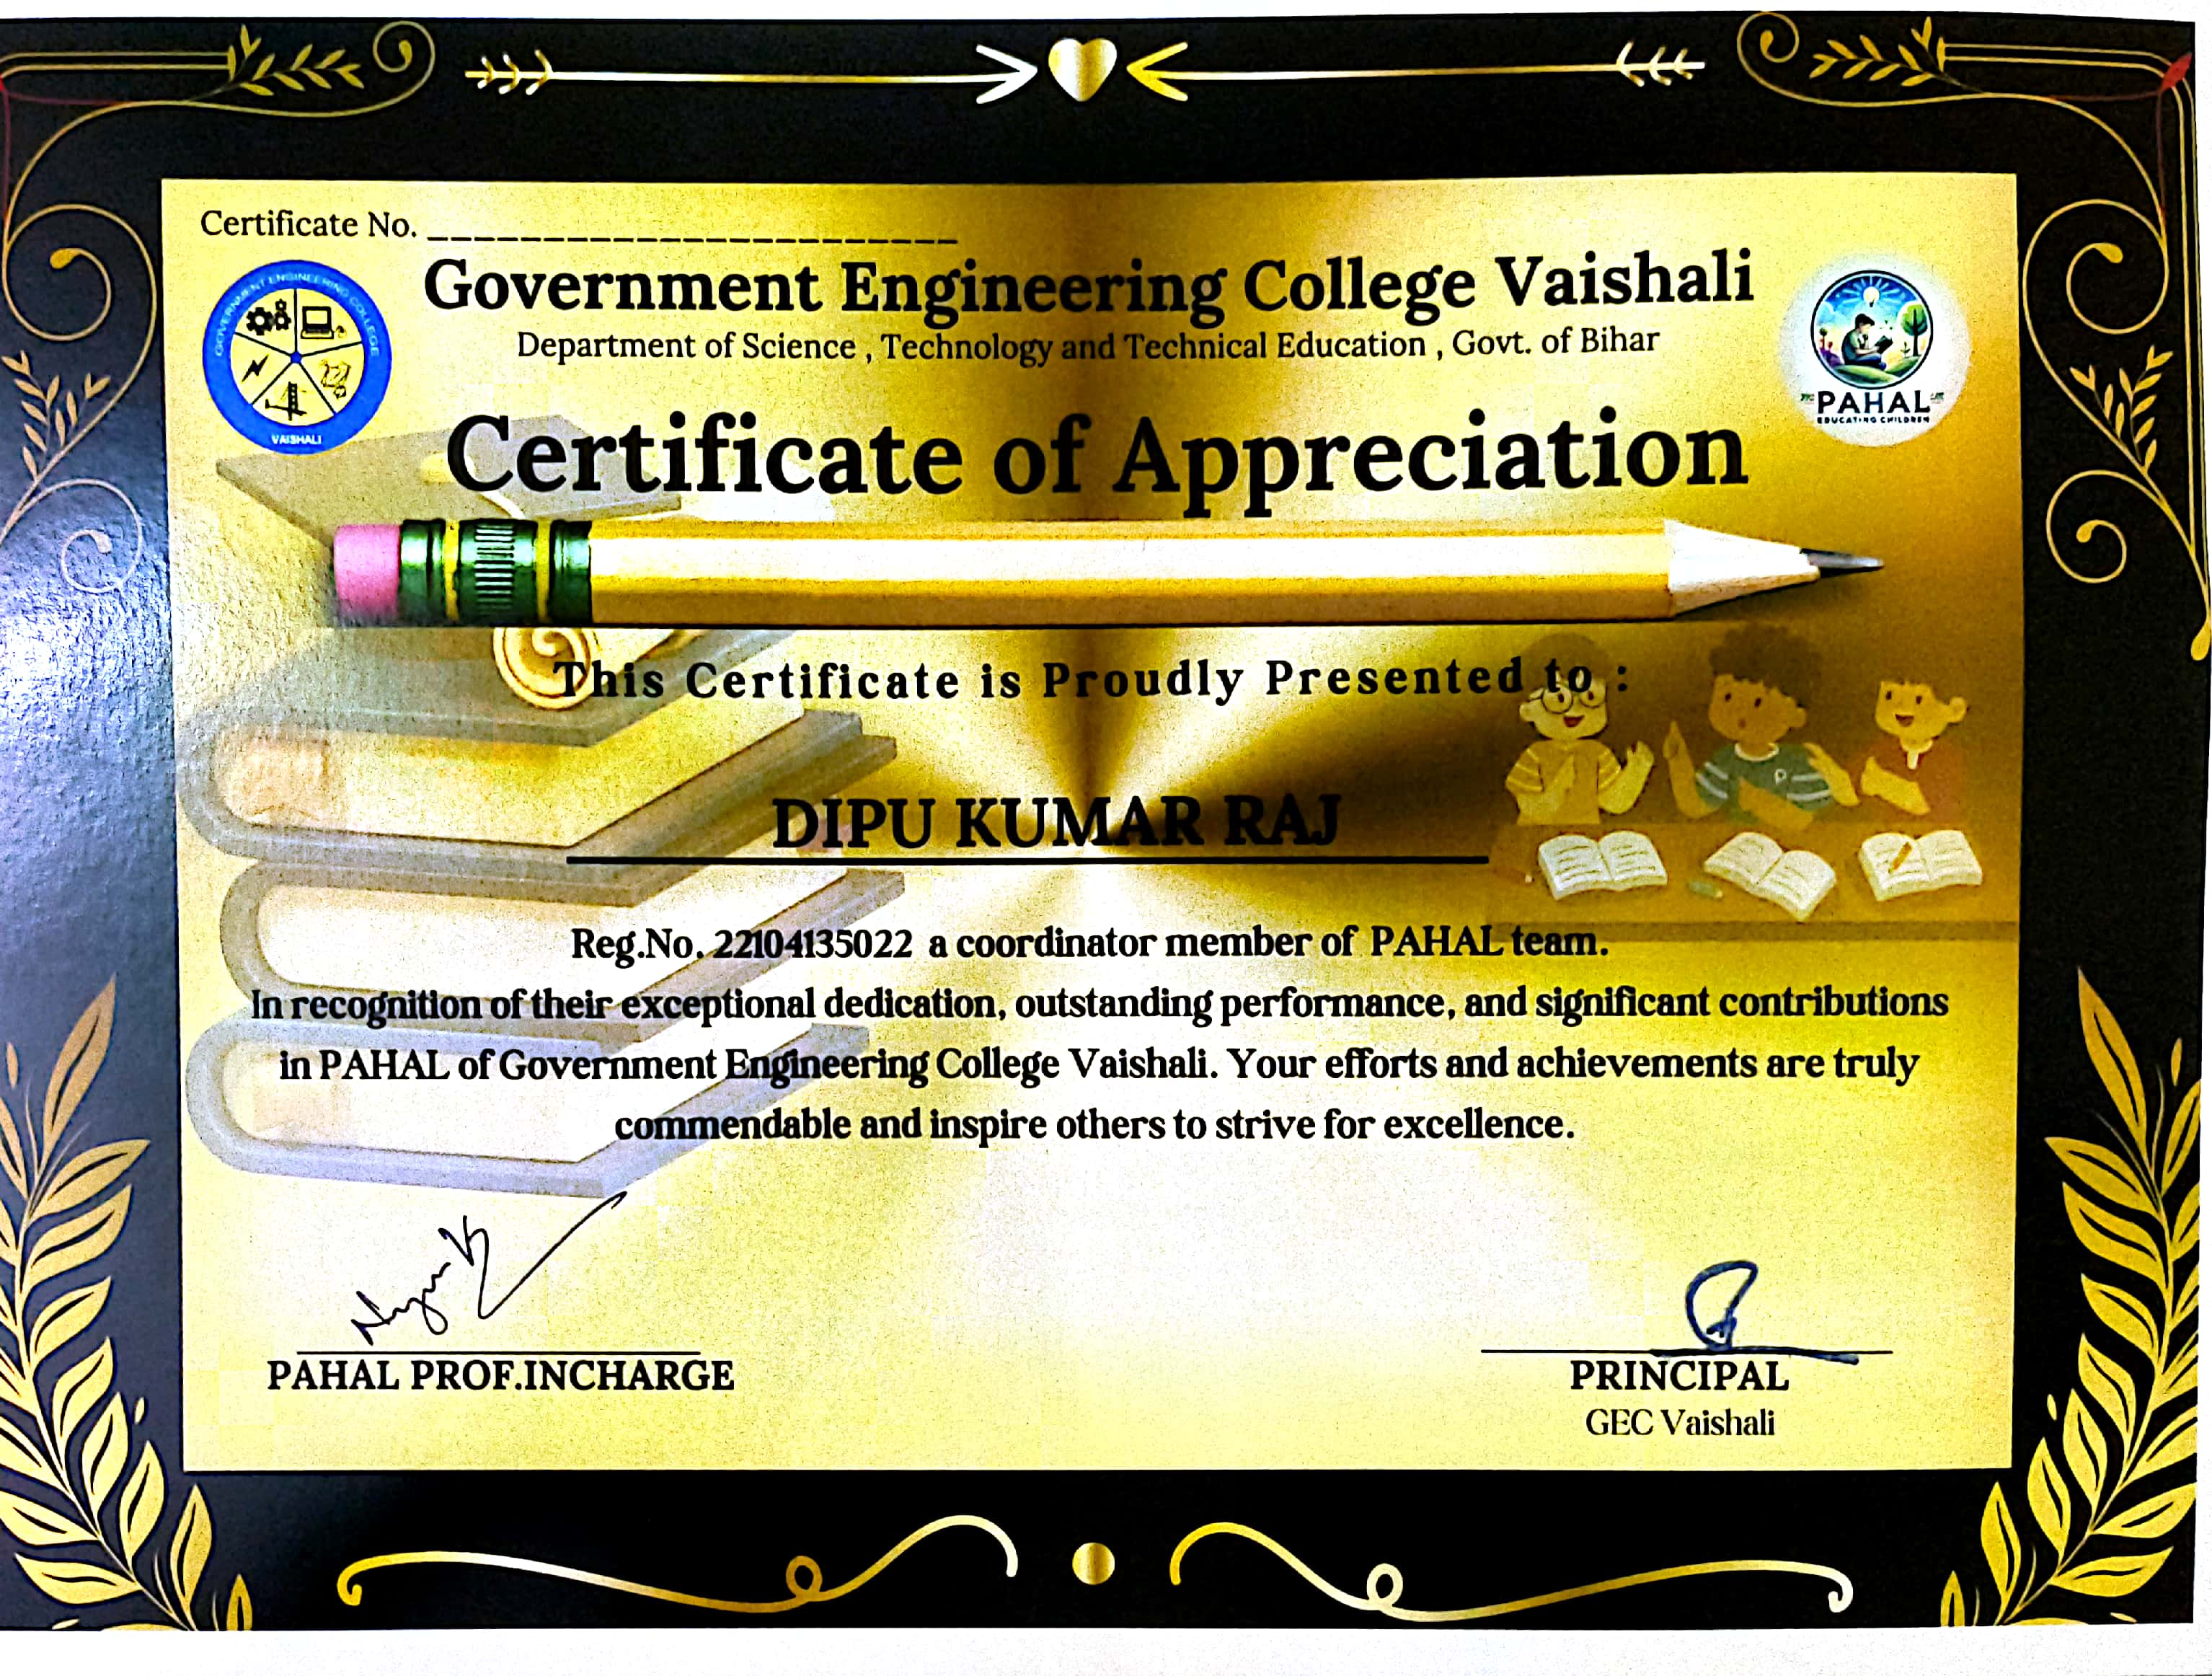 Certificate No. _______________________
Government Engineering College Vaishali
Department of Science , Technology and Technical Education , Govt. of Bihar
GOVERNMENT ENGINEERING COLLEGE
VAISHALI
PAHAL
EDUCATING CHILDREN
Certificate of Appreciation
This Certificate is Proudly Presented to :
DIPU KUMAR RAJ
Reg.No. 22104135022 a coordinator member of PAHAL team.
In recognition of their exceptional dedication, outstanding performance, and significant contributions
in PAHAL of Government Engineering College Vaishali. Your efforts and achievements are truly
commendable and inspire others to strive for excellence.
PAHAL PROF.INCHARGE
PRINCIPAL
GEC Vaishali